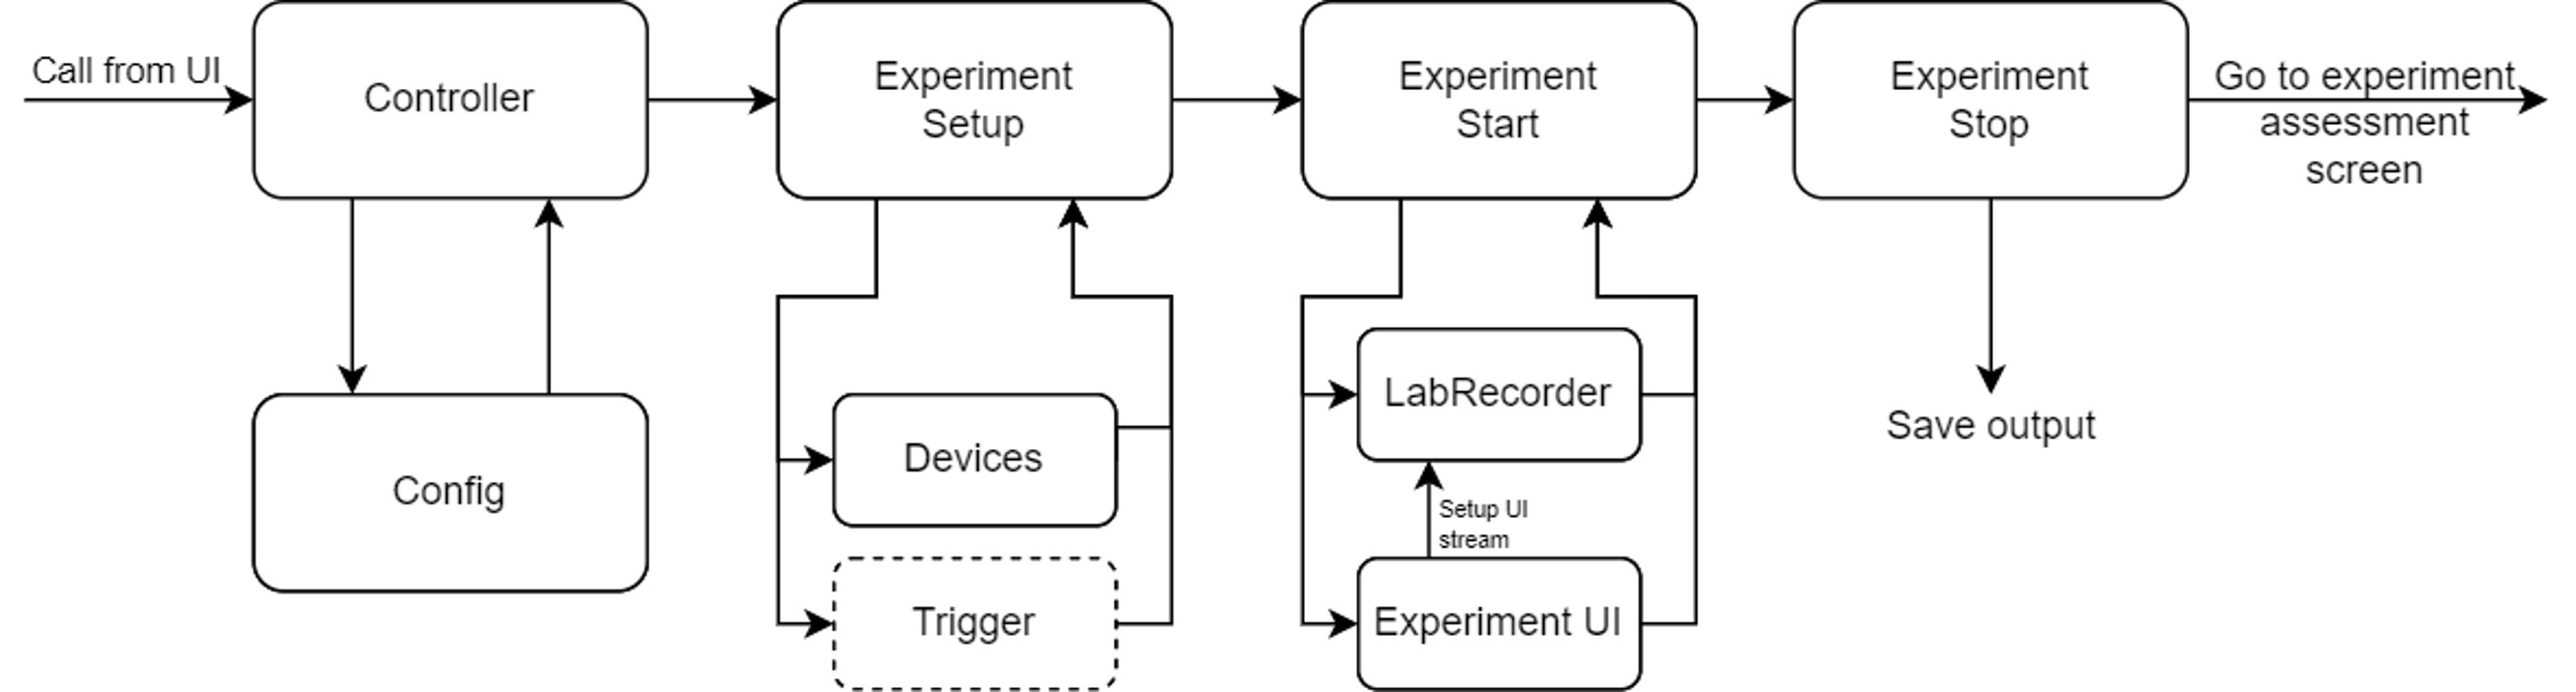 Call from UI
Controller
Experiment
Setup
Experiment
Start
Experiment
Stop
Go to experiment
assessment
screen
Config
Devices
Trigger
LabRecorder
Setup UI
stream
Experiment UI
Save output